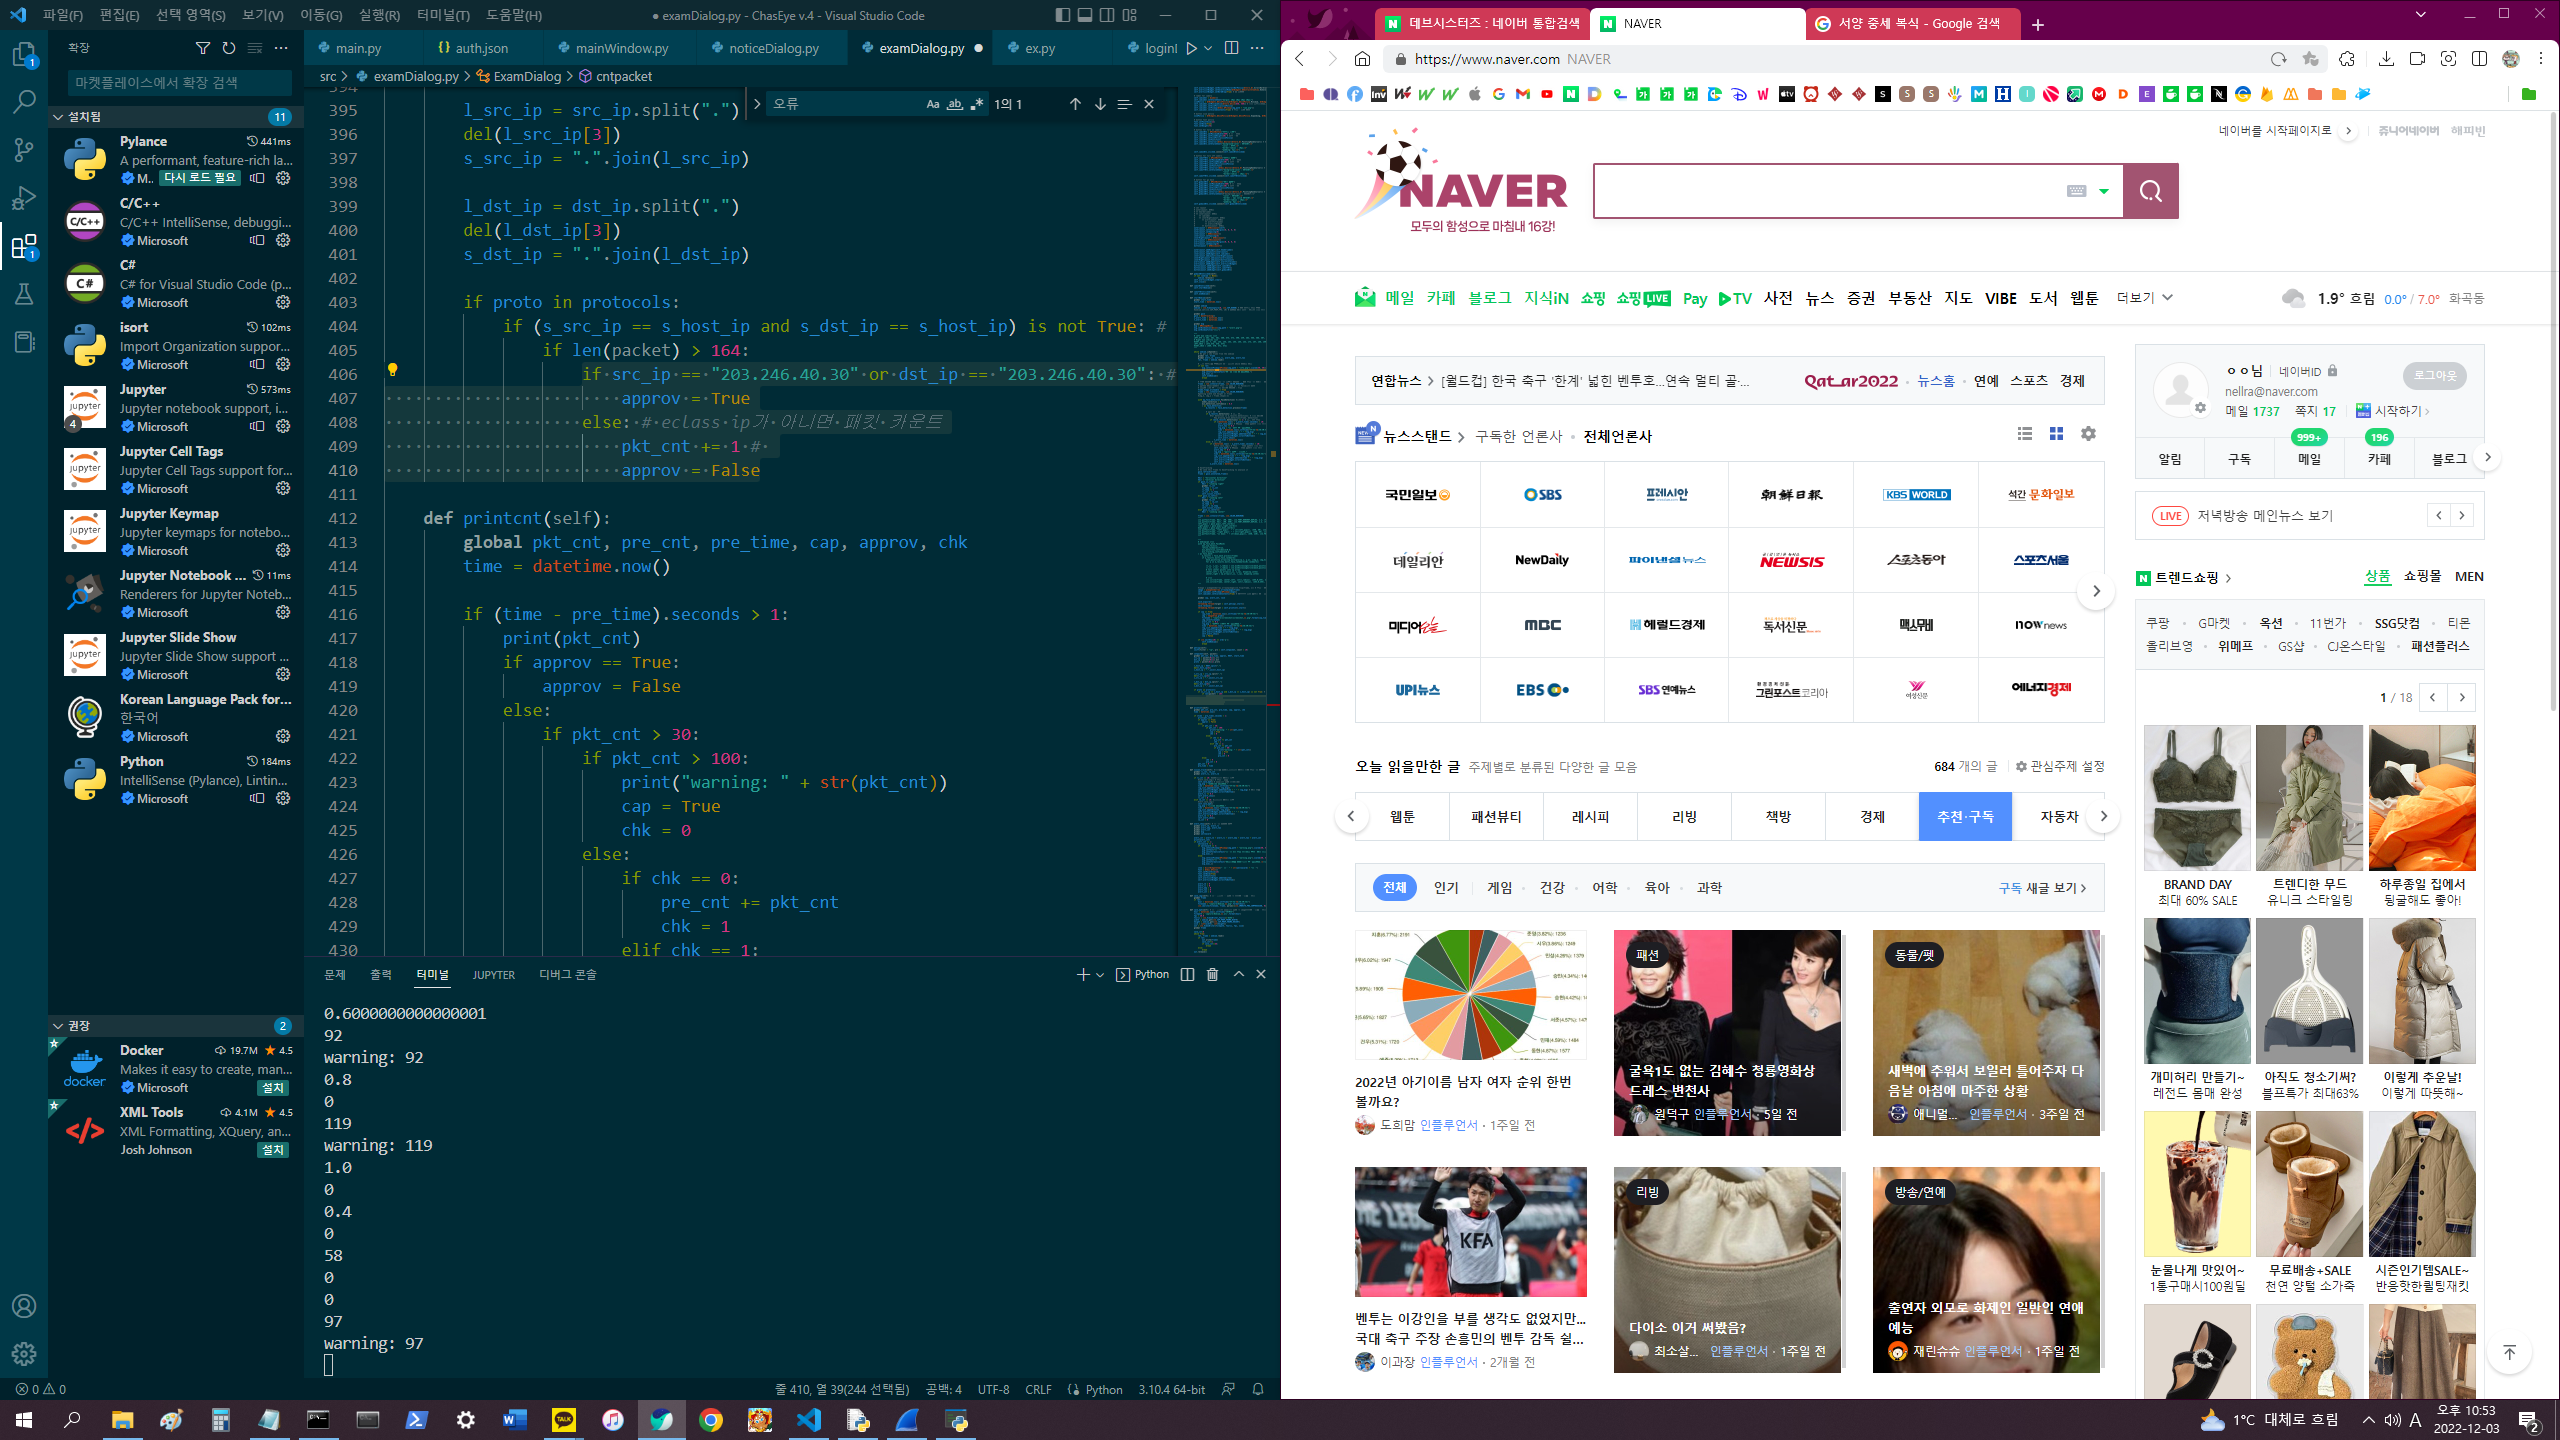 파일(F) 편집(E) 선택 영역(S) 보기(V) 이동(G) 실행(R) 터미널(T) 도움말(H)
● examDialog.py - ChasEye v.4 - Visual Studio Code
확장
마켓플레이스에서 확장 검색
설치됨 11
Pylance 441ms
A performant, feature-rich la...
M.. 다시 로드 필요
C/C++
C/C++ IntelliSense, debuggi...
Microsoft
C#
C# for Visual Studio Code (p...
Microsoft
isort 102ms
Import Organization suppor...
Microsoft
Jupyter 573ms
Jupyter notebook support, i...
4 Microsoft
Jupyter Cell Tags
Jupyter Cell Tags support for...
Microsoft
Jupyter Keymap
Jupyter keymaps for notebo...
Microsoft
Jupyter Notebook ... 11ms
Renderers for Jupyter Noteb...
Microsoft
Jupyter Slide Show
Jupyter Slide Show support ...
Microsoft
Korean Language Pack for...
한국어
Microsoft
Python 184ms
IntelliSense (Pylance), Lintin...
Microsoft
권장 2
Docker 19.7M 4.5
Makes it easy to create, man...
Microsoft 설치
XML Tools 4.1M 4.5
XML Formatting, XQuery, an...
Josh Johnson 설치
main.py auth.json mainWindow.py noticeDialog.py examDialog.py ex.py login
src > examDialog.py > ExamDialog > cntpacket
오류 Aa ab 1의 1
394
395 l_src_ip = src_ip.split(".")
396 del(l_src_ip[3])
397 s_src_ip = ".".join(l_src_ip)
398
399 l_dst_ip = dst_ip.split(".")
400 del(l_dst_ip[3])
401 s_dst_ip = ".".join(l_dst_ip)
402
403 if proto in protocols:
404 if (s_src_ip == s_host_ip and s_dst_ip == s_host_ip) is not True: #
405 if len(packet) > 164:
406 if src_ip == "203.246.40.30" or dst_ip == "203.246.40.30": #
407 approv = True
408 else: # eclass ip가 아니면 패킷 카운트
409 pkt_cnt += 1 #
410 approv = False
411
412 def printcnt(self):
413 global pkt_cnt, pre_cnt, pre_time, cap, approv, chk
414 time = datetime.now()
415
416 if (time - pre_time).seconds > 1:
417 print(pkt_cnt)
418 if approv == True:
419 approv = False
420 else:
421 if pkt_cnt > 30:
422 if pkt_cnt > 100:
423 print("warning: " + str(pkt_cnt))
424 cap = True
425 chk = 0
426 else:
427 if chk == 0:
428 pre_cnt += pkt_cnt
429 chk = 1
430 elif chk == 1:
문제 출력 터미널 JUPYTER 디버그 콘솔 Python
0.6000000000000001
92
warning: 92
0.8
0
119
warning: 119
1.0
0
0.4
0
58
0
0
97
warning: 97
0 0 줄 410, 열 39(244 선택됨) 공백: 4 UTF-8 CRLF Python 3.10.4 64-bit
데브시스터즈 : 네이버 통합검색 NAVER 서양 중세 복식 - Google 검색
https://www.naver.com NAVER
네이버를 시작페이지로 쥬니어네이버 해피빈
NAVER
모두의 함성으로 마침내 16강!
메일 카페 블로그 지식iN 쇼핑 쇼핑LIVE Pay TV 사전 뉴스 증권 부동산 지도 VIBE 도서 웹툰 더보기
1.9° 흐림 0.0° / 7.0° 화곡동
연합뉴스 > [월드컵] 한국 축구 '한계' 넓힌 벤투호...연속 멀티 골·...
Qatar2022 · 뉴스홈 · 연예 스포츠 경제
뉴스스탠드 > 구독한 언론사 · 전체언론사
국민일보 SBS 프레시안 朝鮮日報 KBS WORLD 석간 문화일보
데일리안 NewDaily 파이낸셜뉴스 NEWSIS 스포츠동아 스포츠서울
미디어오늘 MBC 헤럴드경제 독서신문 맥스무비 now news
UPI뉴스 EBS SBS 연예뉴스 그린포스트코리아 여성신문 에너지경제
오늘 읽을만한 글 주제별로 분류된 다양한 글 모음 684 개의 글 관심주제 설정
웹툰 패션뷰티 레시피 리빙 책방 경제 추천·구독 자동차
전체 인기 게임 건강 어학 육아 과학 구독 새글 보기 >
2022년 아기이름 남자 여자 순위 한번
볼까요?
도희맘 인플루언서 · 1주일 전
패션
굴욕1도 없는 김혜수 청룡영화상
드레스 변천사
원덕구 인플루언서 · 5일 전
동물/펫
새벽에 추워서 보일러 틀어주자 다
음날 아침에 마주한 상황
애니멀... 인플루언서 · 3주일 전
KFA
벤투는 이강인을 부를 생각도 없었지만...
국대 축구 주장 손흥민의 벤투 감독 쉴...
이과장 인플루언서 · 2개월 전
리빙
다이소 이거 써봤음?
최소살... 인플루언서 · 1주일 전
방송/연예
출연자 외모로 화제인 일반인 연애
예능
재린슈슈 인플루언서 · 1주일 전
ㅇㅇ님 네이버ID 로그아웃
nellra@naver.com
메일 1737 쪽지 17 시작하기 >
999+ 196
알림 구독 메일 카페 블로그
LIVE 저녁방송 메인뉴스 보기
트렌드쇼핑 > 상품 쇼핑몰 MEN
쿠팡 · G마켓 · 옥션 · 11번가 · SSG닷컴 · 티몬
올리브영 · 위메프 · GS샵 · CJ온스타일 · 패션플러스
1 / 18
BRAND DAY
최대 60% SALE
트렌디한 무드
유니크 스타일링
하루종일 집에서
뒹굴해도 좋아!
개미허리 만들기~
레전드 몸매 완성
아직도 청소기써?
블프특가 최대63%
이렇게 추운날!
이렇게 따뜻해~
눈물나게 맛있어~
1통구매시100원딜
무료배송+SALE
천연 양털 소가죽
시즌인기템SALE~
반응핫한퀼팅재킷
1°C 대체로 흐림 A 오후 10:53
2022-12-03
2